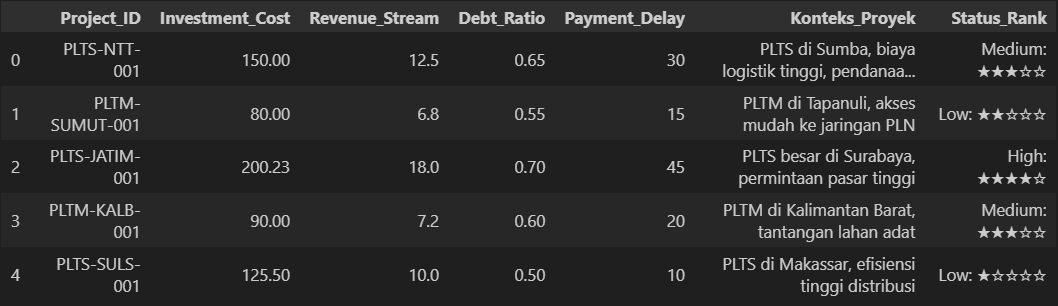 Project_ID Investment_Cost Revenue_Stream Debt_Ratio Payment_Delay Konteks_Proyek Status_Rank
0 PLTS-NTT-001 150.00 12.5 0.65 30 PLTS di Sumba, biaya logistik tinggi, pendanaa... Medium: ★★★☆☆
1 PLTM-SUMUT-001 80.00 6.8 0.55 15 PLTM di Tapanuli, akses mudah ke jaringan PLN Low: ★★☆☆☆
2 PLTS-JATIM-001 200.23 18.0 0.70 45 PLTS besar di Surabaya, permintaan pasar tinggi High: ★★★★☆
3 PLTM-KALB-001 90.00 7.2 0.60 20 PLTM di Kalimantan Barat, tantangan lahan adat Medium: ★★★☆☆
4 PLTS-SULS-001 125.50 10.0 0.50 10 PLTS di Makassar, efisiensi tinggi distribusi Low: ★☆☆☆☆